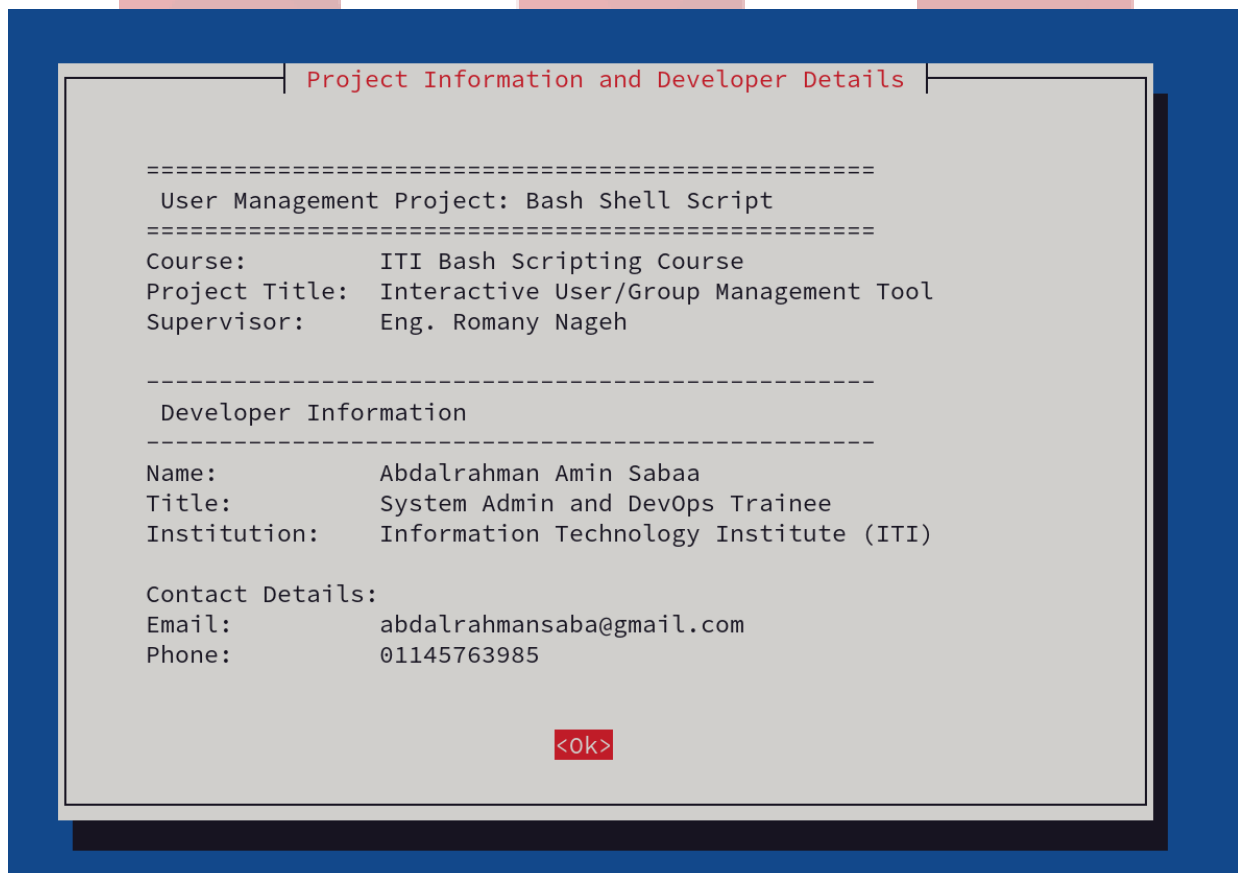 Project Information and Developer Details
==================================================
 User Management Project: Bash Shell Script
==================================================
Course:         ITI Bash Scripting Course
Project Title:  Interactive User/Group Management Tool
Supervisor:     Eng. Romany Nageh
--------------------------------------------------
 Developer Information
--------------------------------------------------
Name:           Abdalrahman Amin Sabaa
Title:          System Admin and DevOps Trainee
Institution:    Information Technology Institute (ITI)
Contact Details:
Email:          abdalrahmansaba@gmail.com
Phone:          01145763985
<Ok>